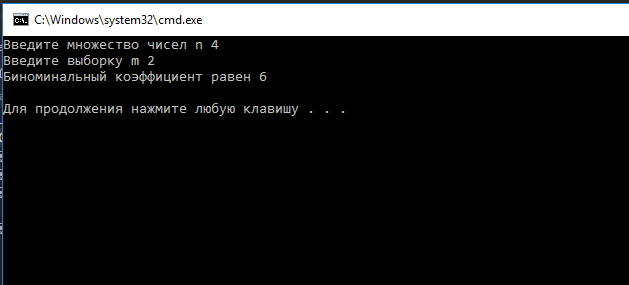 C:\Windows\system32\cmd.exe
Введите множество чисел n 4
Введите выборку m 2
Биноминальный коэффициент равен 6
Для продолжения нажмите любую клавишу . . .